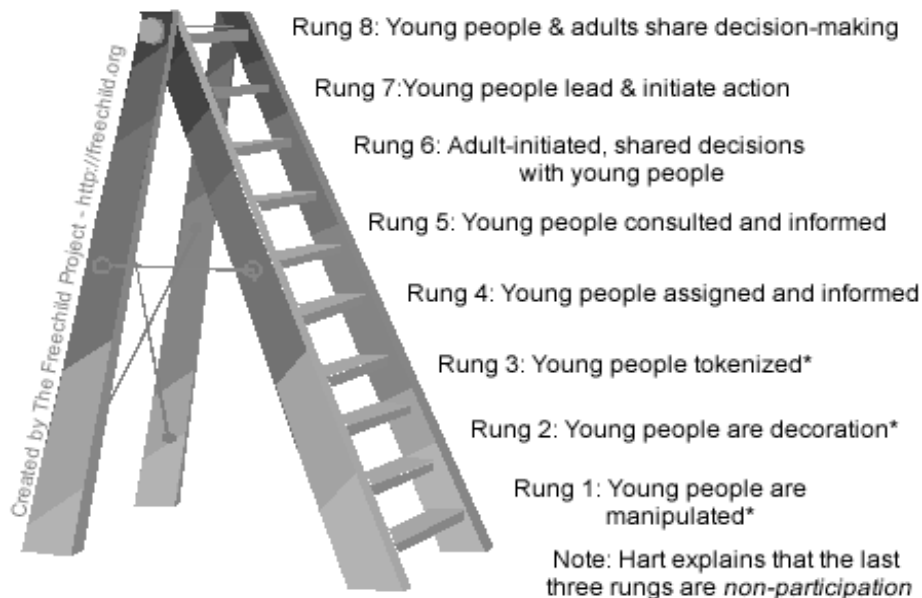 Rung 8: Young people & adults share decision-making
Rung 7:Young people lead & initiate action
Rung 6: Adult-initiated, shared decisions
with young people
Rung 5: Young people consulted and informed
Rung 4: Young people assigned and informed
Rung 3: Young people tokenized*
Rung 2: Young people are decoration*
Rung 1: Young people are
manipulated*
Note: Hart explains that the last
three rungs are non-participation
Created by The Freechild Project - http://freechild.org